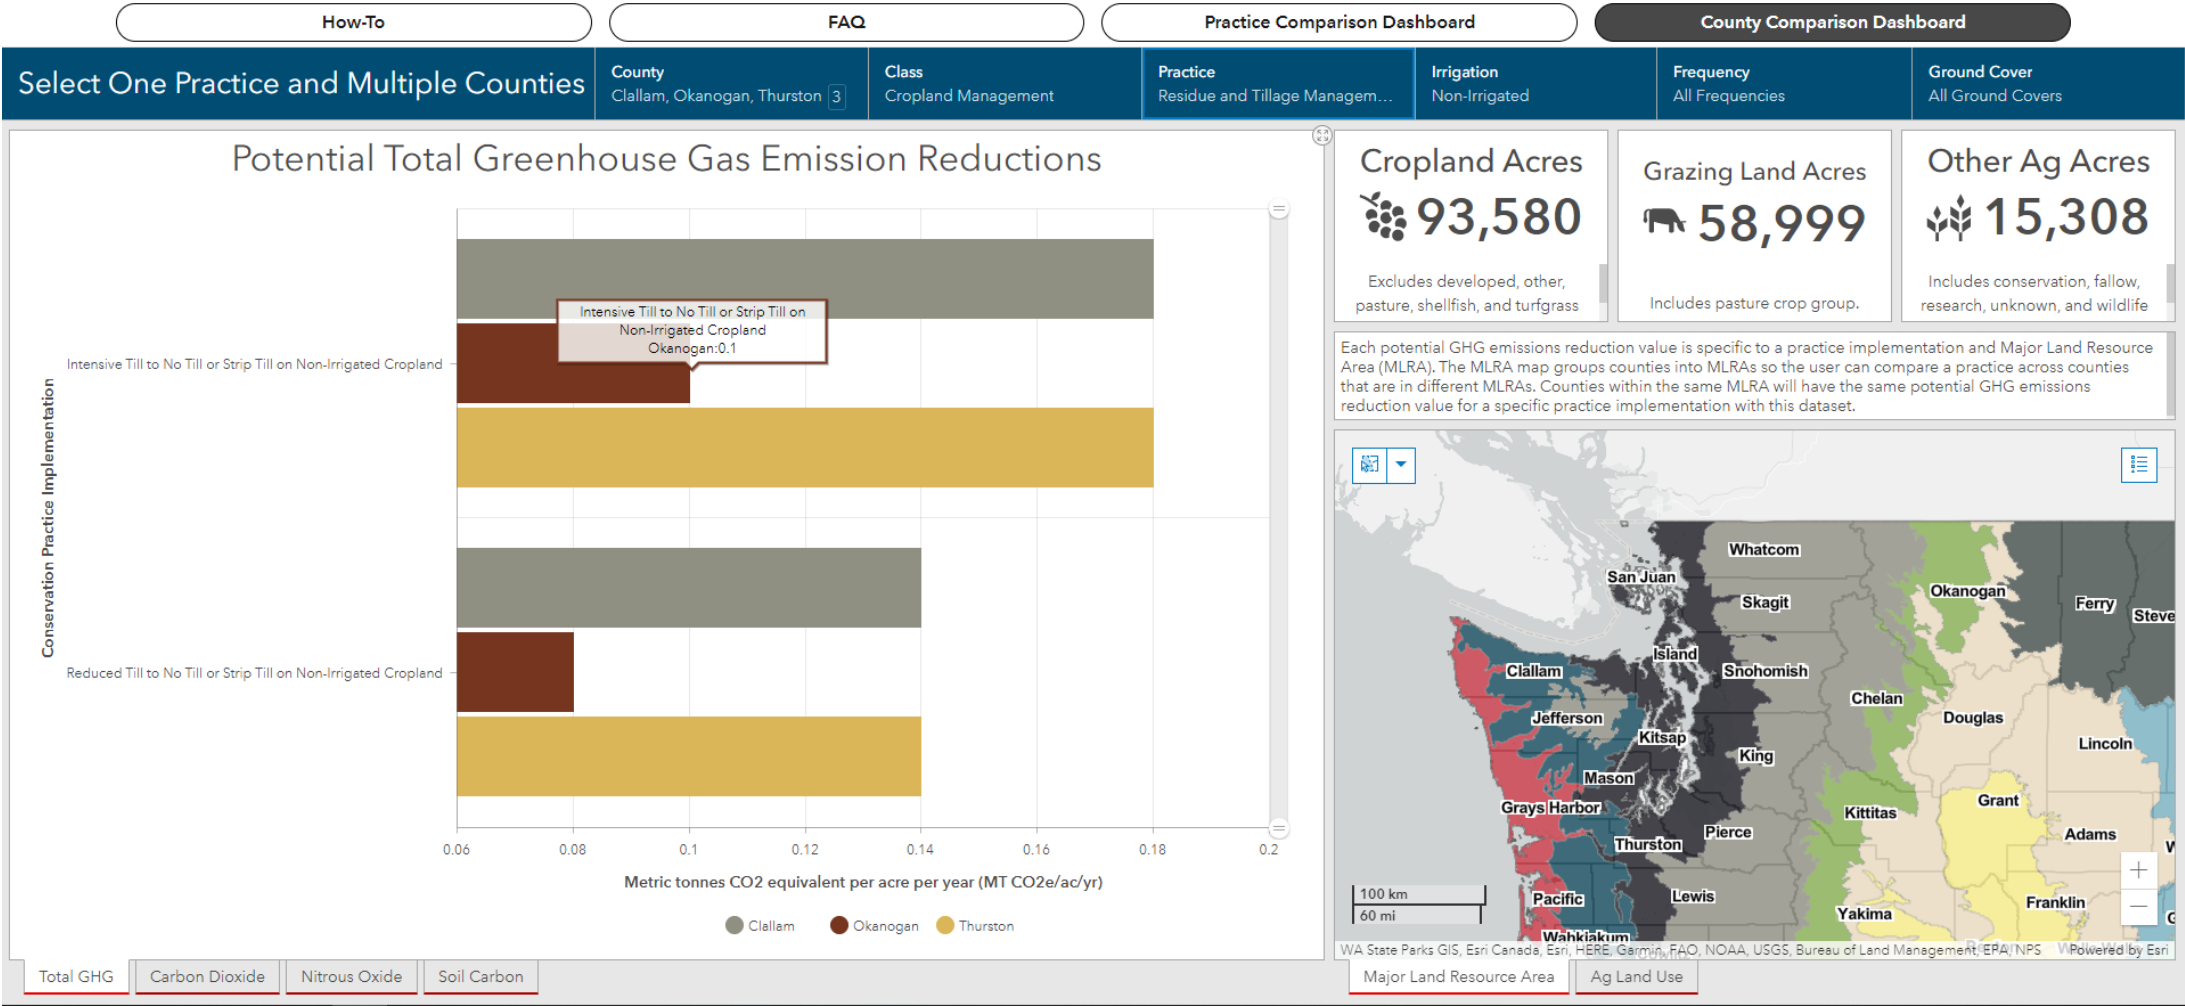 How-To
FAQ
Practice Comparison Dashboard
County Comparison Dashboard
Select One Practice and Multiple Counties
County
Clallam, Okanogan, Thurston 3
Class
Cropland Management
Practice
Residue and Tillage Managem...
Irrigation
Non-Irrigated
Frequency
All Frequencies
Ground Cover
All Ground Covers
Potential Total Greenhouse Gas Emission Reductions
Conservation Practice Implementation
Intensive Till to No Till or Strip Till on Non-Irrigated Cropland
Intensive Till to No Till or Strip Till on
Non-Irrigated Cropland
Okanogan:0.1
Reduced Till to No Till or Strip Till on Non-Irrigated Cropland
0.06 0.08 0.1 0.12 0.14 0.16 0.18 0.2
Metric tonnes CO2 equivalent per acre per year (MT CO2e/ac/yr)
Clallam Okanogan Thurston
Total GHG
Carbon Dioxide
Nitrous Oxide
Soil Carbon
Cropland Acres
93,580
Excludes developed, other,
pasture, shellfish, and turfgrass
Grazing Land Acres
58,999
Includes pasture crop group.
Other Ag Acres
15,308
Includes conservation, fallow,
research, unknown, and wildlife
Each potential GHG emissions reduction value is specific to a practice implementation and Major Land Resource
Area (MLRA). The MLRA map groups counties into MLRAs so the user can compare a practice across counties
that are in different MLRAs. Counties within the same MLRA will have the same potential GHG emissions
reduction value for a specific practice implementation with this dataset.
Whatcom
San Juan
Okanogan
Skagit
Ferry
Steve
Island
Clallam
Snohomish
Chelan
Jefferson
Douglas
Kitsap
Lincoln
King
Mason
Grant
Grays Harbor
Kittitas
Pierce
Adams
Thurston
100 km
60 mi
Pacific
Lewis
Franklin
Yakima
Wahkiakum
WA State Parks GIS, Esri Canada, Esri, HERE, Garmin, FAO, NOAA, USGS, Bureau of Land Management, EPA, NPS
Powered by Esri
Major Land Resource Area
Ag Land Use